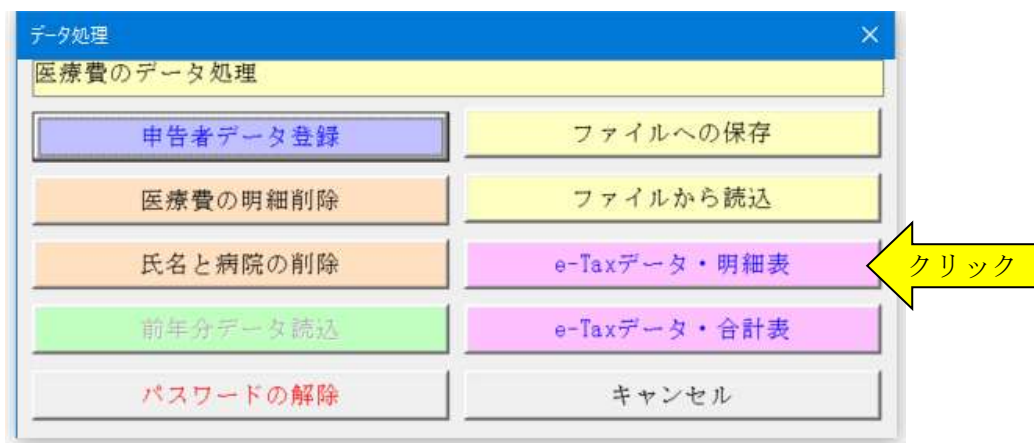 データ処理
医療費のデータ処理
申告者データ登録
ファイルへの保存
医療費の明細削除
ファイルから読込
氏名と病院の削除
e-Taxデータ・明細表
クリック
前年分データ読込
e-Taxデータ・合計表
パスワードの解除
キャンセル